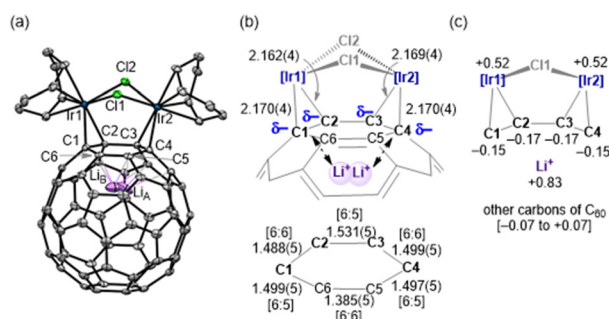 (a)
Cl2
Ir1
Cl1
Ir2
C1
C2
C3
C4
C6
C5
LiB
LiA
(b)
Cl2
2.162(4)
2.169(4)
[Ir1]
Cl1
[Ir2]
2.170(4)
2.170(4)
δ–
C2
δ–
C3
δ–
C1
C6
C5
C4
δ–
Li+
Li+
[6:5]
[6:6]
1.531(5)
[6:6]
1.488(5)
C2
C3
1.499(5)
C1
C4
1.499(5)
C6
C5
1.497(5)
[6:5]
1.385(5)
[6:5]
[6:6]
(c)
+0.52
+0.52
[Ir1]
Cl1
[Ir2]
C2
C3
C1
–0.17
–0.17
C4
–0.15
–0.15
Li+
+0.83
other carbons of C60
[–0.07 to +0.07]